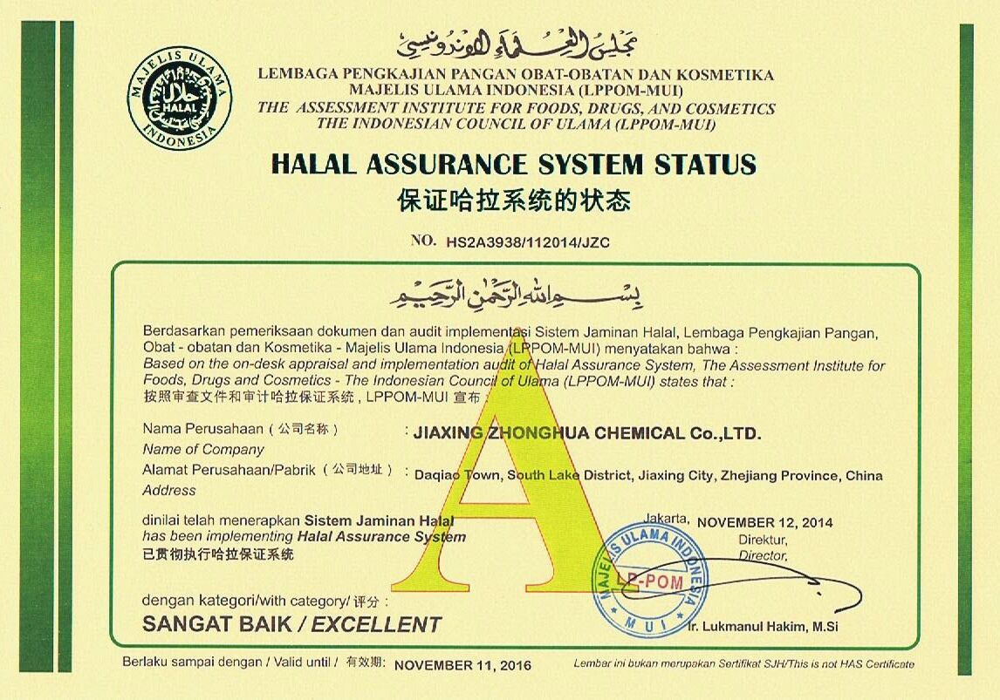 مجلس العلماء الاندونيسي
MAJELIS ULAMA
حلال
HALAL
INDONESIA
LEMBAGA PENGKAJIAN PANGAN OBAT-OBATAN DAN KOSMETIKA
MAJELIS ULAMA INDONESIA (LPPOM-MUI)
THE ASSESSMENT INSTITUTE FOR FOODS, DRUGS, AND COSMETICS
THE INDONESIAN COUNCIL OF ULAMA (LPPOM-MUI)
HALAL ASSURANCE SYSTEM STATUS
保证哈拉系统的状态
NO. HS2A3938/112014/JZC
بِسْمِ اللهِ الرَّحْمٰنِ الرَّحِيْمِ
Berdasarkan pemeriksaan dokumen dan audit implementasi Sistem Jaminan Halal, Lembaga Pengkajian Pangan,
Obat - obatan dan Kosmetika - Majelis Ulama Indonesia (LPPOM-MUI) menyatakan bahwa :
Based on the on-desk appraisal and implementation audit of Halal Assurance System, The Assessment Institute for
Foods, Drugs and Cosmetics - The Indonesian Council of Ulama (LPPOM-MUI) states that :
按照审查文件和审计哈拉保证系统 , LPPOM-MUI 宣布 :
Nama Perusahaan ( 公司名称 ) : JIAXING ZHONGHUA CHEMICAL Co.,LTD.
Name of Company
Alamat Perusahaan/Pabrik ( 公司地址 ) : Daqiao Town, South Lake District, Jiaxing City, Zhejiang Province, China
Address
A
dinilai telah menerapkan Sistem Jaminan Halal
has been implementing Halal Assurance System
已贯彻执行哈拉保证系统
Jakarta, NOVEMBER 12, 2014
Direktur,
Director,
MAJELIS ULAMA INDONESIA
LP-POM
MUI
Ir. Lukmanul Hakim, M.Si
dengan kategori/with category/ 评分 :
SANGAT BAIK / EXCELLENT
Berlaku sampai dengan / Valid until / 有效期: NOVEMBER 11, 2016
Lembar ini bukan merupakan Sertifikat SJH/This is not HAS Certificate